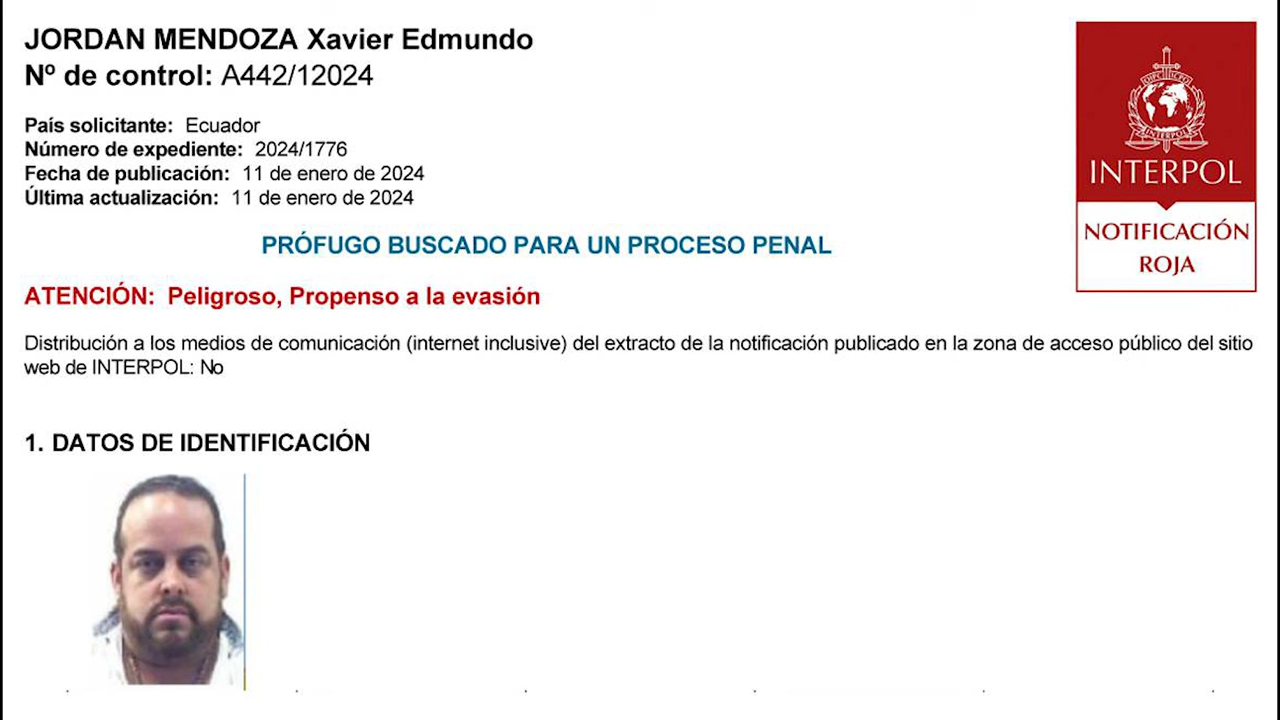 JORDAN MENDOZA Xavier Edmundo
Nº de control: A442/12024
País solicitante: Ecuador
Número de expediente: 2024/1776
Fecha de publicación: 11 de enero de 2024
Última actualización: 11 de enero de 2024
OIPC ICPO
INTERPOL
INTERPOL
NOTIFICACIÓN
ROJA
PRÓFUGO BUSCADO PARA UN PROCESO PENAL
ATENCIÓN: Peligroso, Propenso a la evasión
Distribución a los medios de comunicación (internet inclusive) del extracto de la notificación publicado en la zona de acceso público del sitio
web de INTERPOL: No
1. DATOS DE IDENTIFICACIÓN